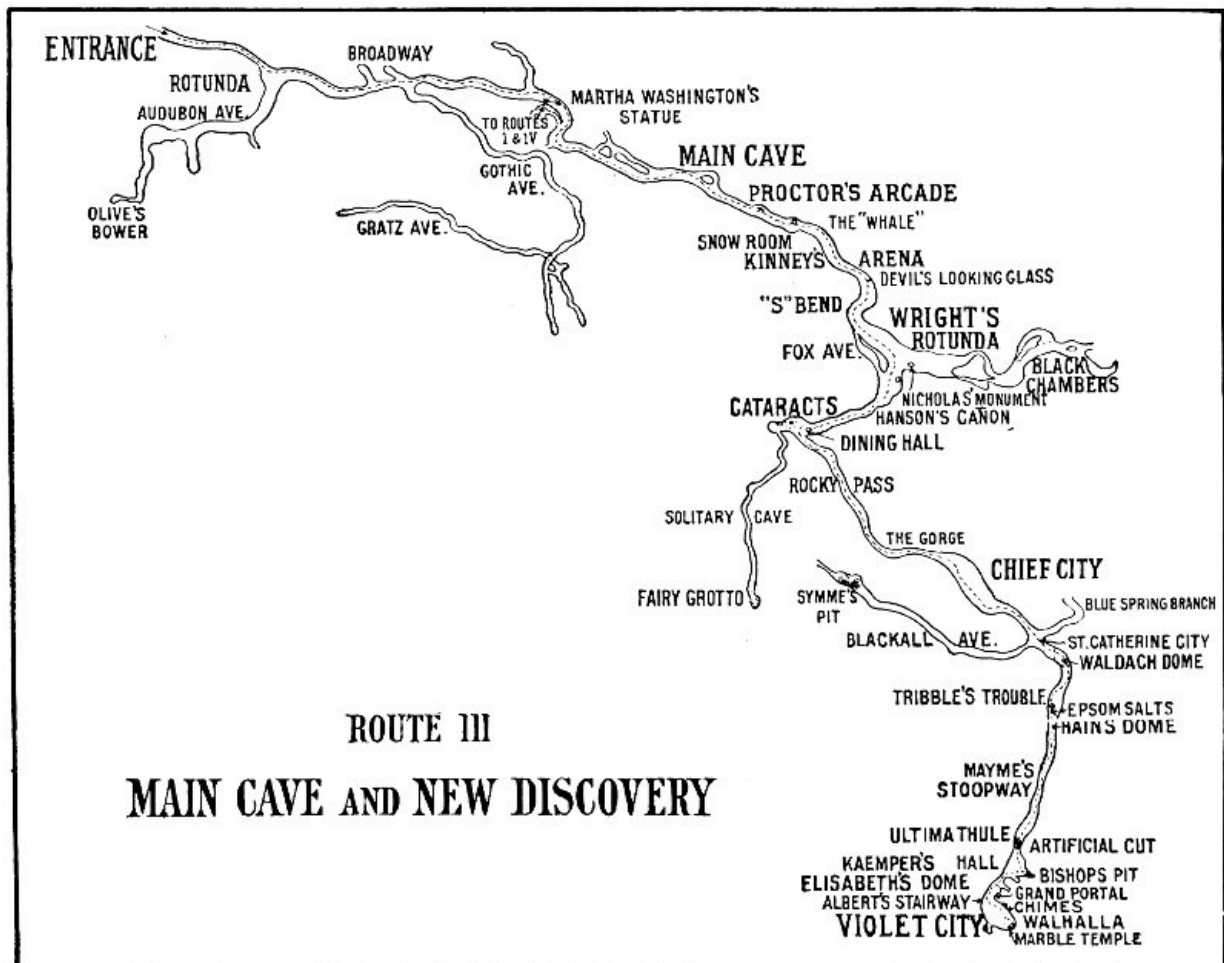 ENTRANCE
BROADWAY
ROTUNDA
AUDUBON AVE.
MARTHA WASHINGTON'S
STATUE
TO ROUTES
1 & 1V
GOTHIC
AVE.
MAIN CAVE
OLIVE'S
BOWER
GRATZ AVE.
PROCTOR'S ARCADE
THE "WHALE"
SNOW ROOM
KINNEY'S ARENA
DEVIL'S LOOKING GLASS
"S" BEND
WRIGHT'S
ROTUNDA
FOX AVE.
BLACK
CHAMBERS
NICHOLAS' MONUMENT
HANSON'S CAÑON
CATARACTS
DINING HALL
ROCKY PASS
SOLITARY CAVE
THE GORGE
CHIEF CITY
FAIRY GROTTO
SYMME'S
PIT
BLUE SPRING BRANCH
BLACKALL AVE.
ST. CATHERINE CITY
WALDACH DOME
TRIBBLE'S TROUBLE
EPSOM SALTS
HAINS DOME
ROUTE III
MAIN CAVE AND NEW DISCOVERY
MAYME'S
STOOPWAY
ULTIMA THULE
ARTIFICIAL CUT
KAEMPER'S HALL
BISHOPS PIT
ELISABETH'S DOME
GRAND PORTAL
ALBERT'S STAIRWAY
CHIMES
VIOLET CITY
WALHALLA
MARBLE TEMPLE